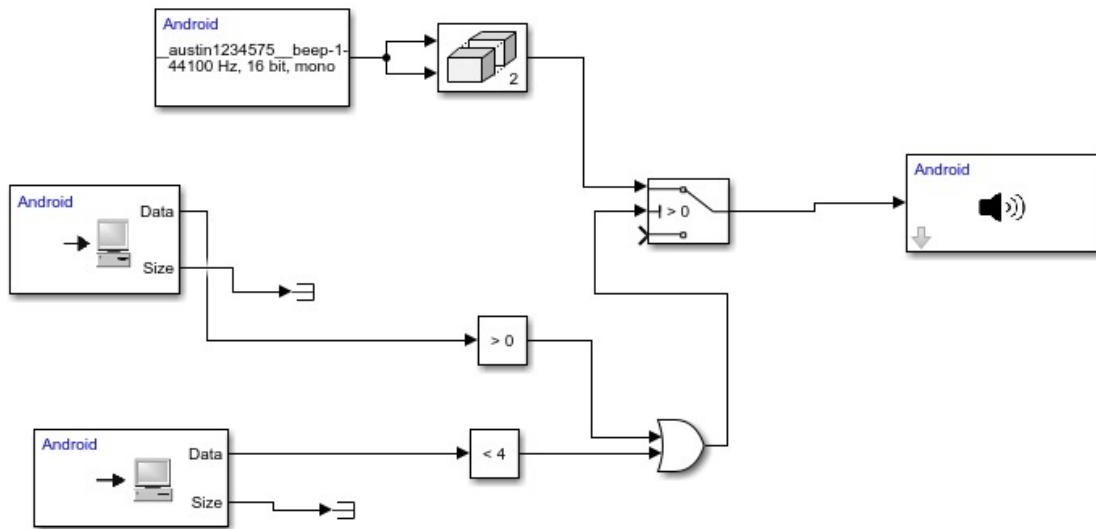 Android
_austin1234575__beep-1-
44100 Hz, 16 bit, mono
2
Android
Data
Size
> 0
Android
> 0
Android
Data
Size
< 4